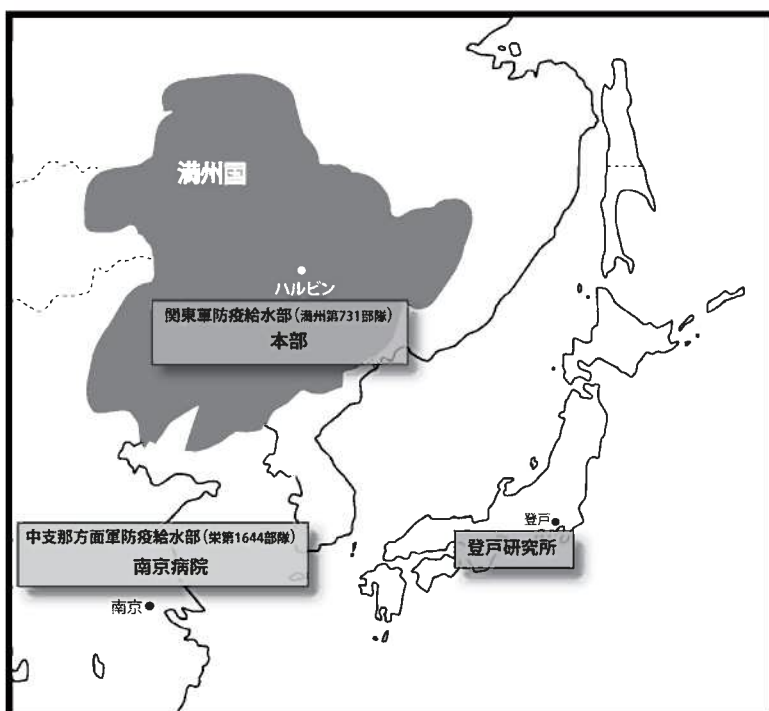 満州国
ハルビン
関東軍防疫給水部(満州第731部隊)
本部
登戸
中支那方面軍防疫給水部(栄第1644部隊)
南京病院
登戸研究所
南京